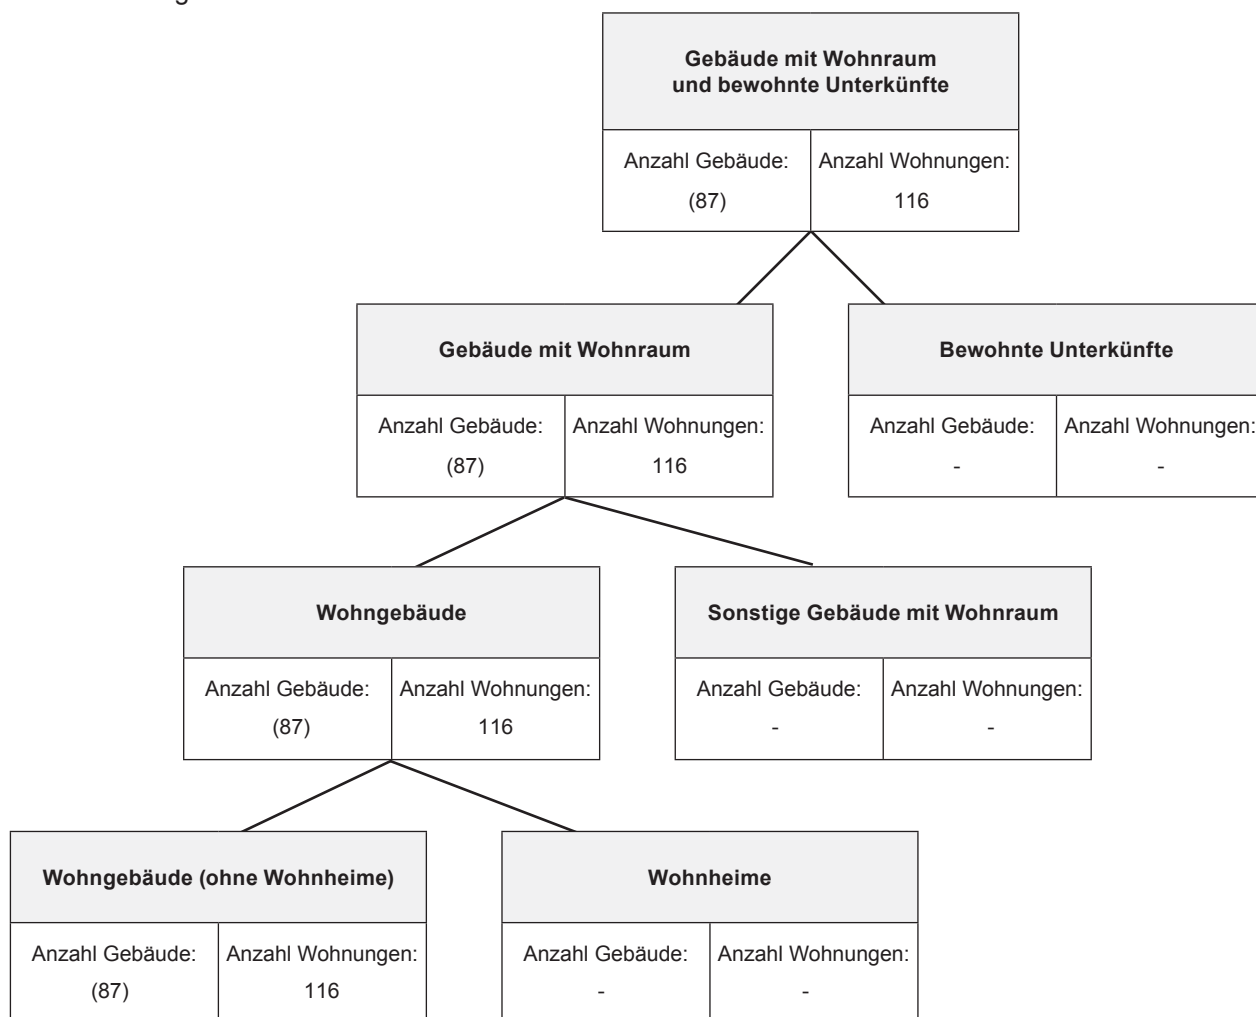 Gebäude mit Wohnraum
und bewohnte Unterkünfte
Anzahl Gebäude: Anzahl Wohnungen:
(87) 116
Gebäude mit Wohnraum Bewohnte Unterkünfte
Anzahl Gebäude: Anzahl Wohnungen: Anzahl Gebäude: Anzahl Wohnungen:
(87) 116 - -
Wohngebäude Sonstige Gebäude mit Wohnraum
Anzahl Gebäude: Anzahl Wohnungen: Anzahl Gebäude: Anzahl Wohnungen:
(87) 116 - -
Wohngebäude (ohne Wohnheime) Wohnheime
Anzahl Gebäude: Anzahl Wohnungen: Anzahl Gebäude: Anzahl Wohnungen:
(87) 116 - -